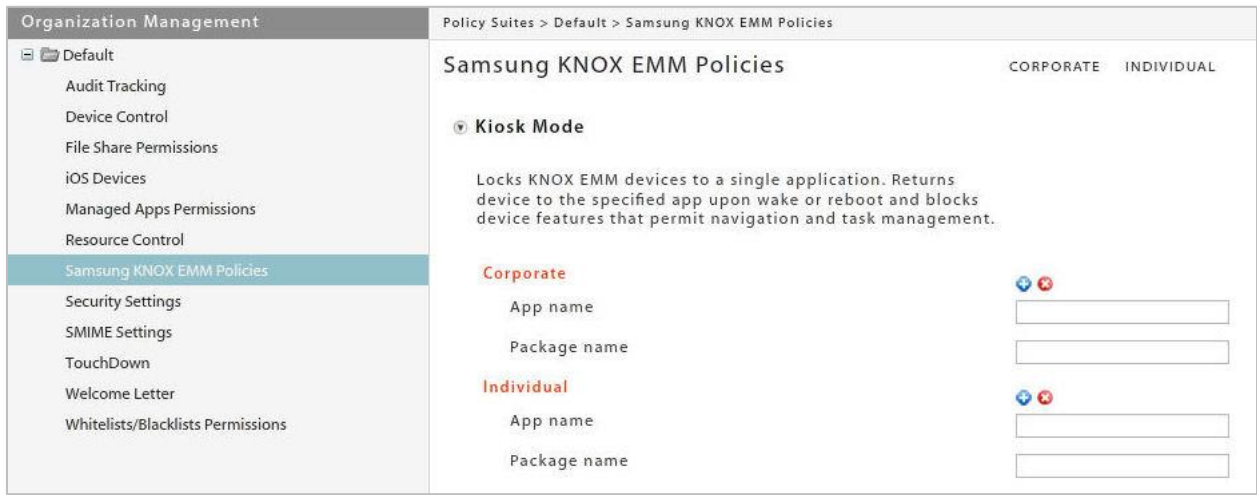 Organization Management
Default
Audit Tracking
Device Control
File Share Permissions
iOS Devices
Managed Apps Permissions
Resource Control
Samsung KNOX EMM Policies
Security Settings
SMIME Settings
TouchDown
Welcome Letter
Whitelists/Blacklists Permissions
Policy Suites > Default > Samsung KNOX EMM Policies
Samsung KNOX EMM Policies
CORPORATE INDIVIDUAL
Kiosk Mode
Locks KNOX EMM devices to a single application. Returns
device to the specified app upon wake or reboot and blocks
device features that permit navigation and task management.
Corporate
App name
Package name
Individual
App name
Package name